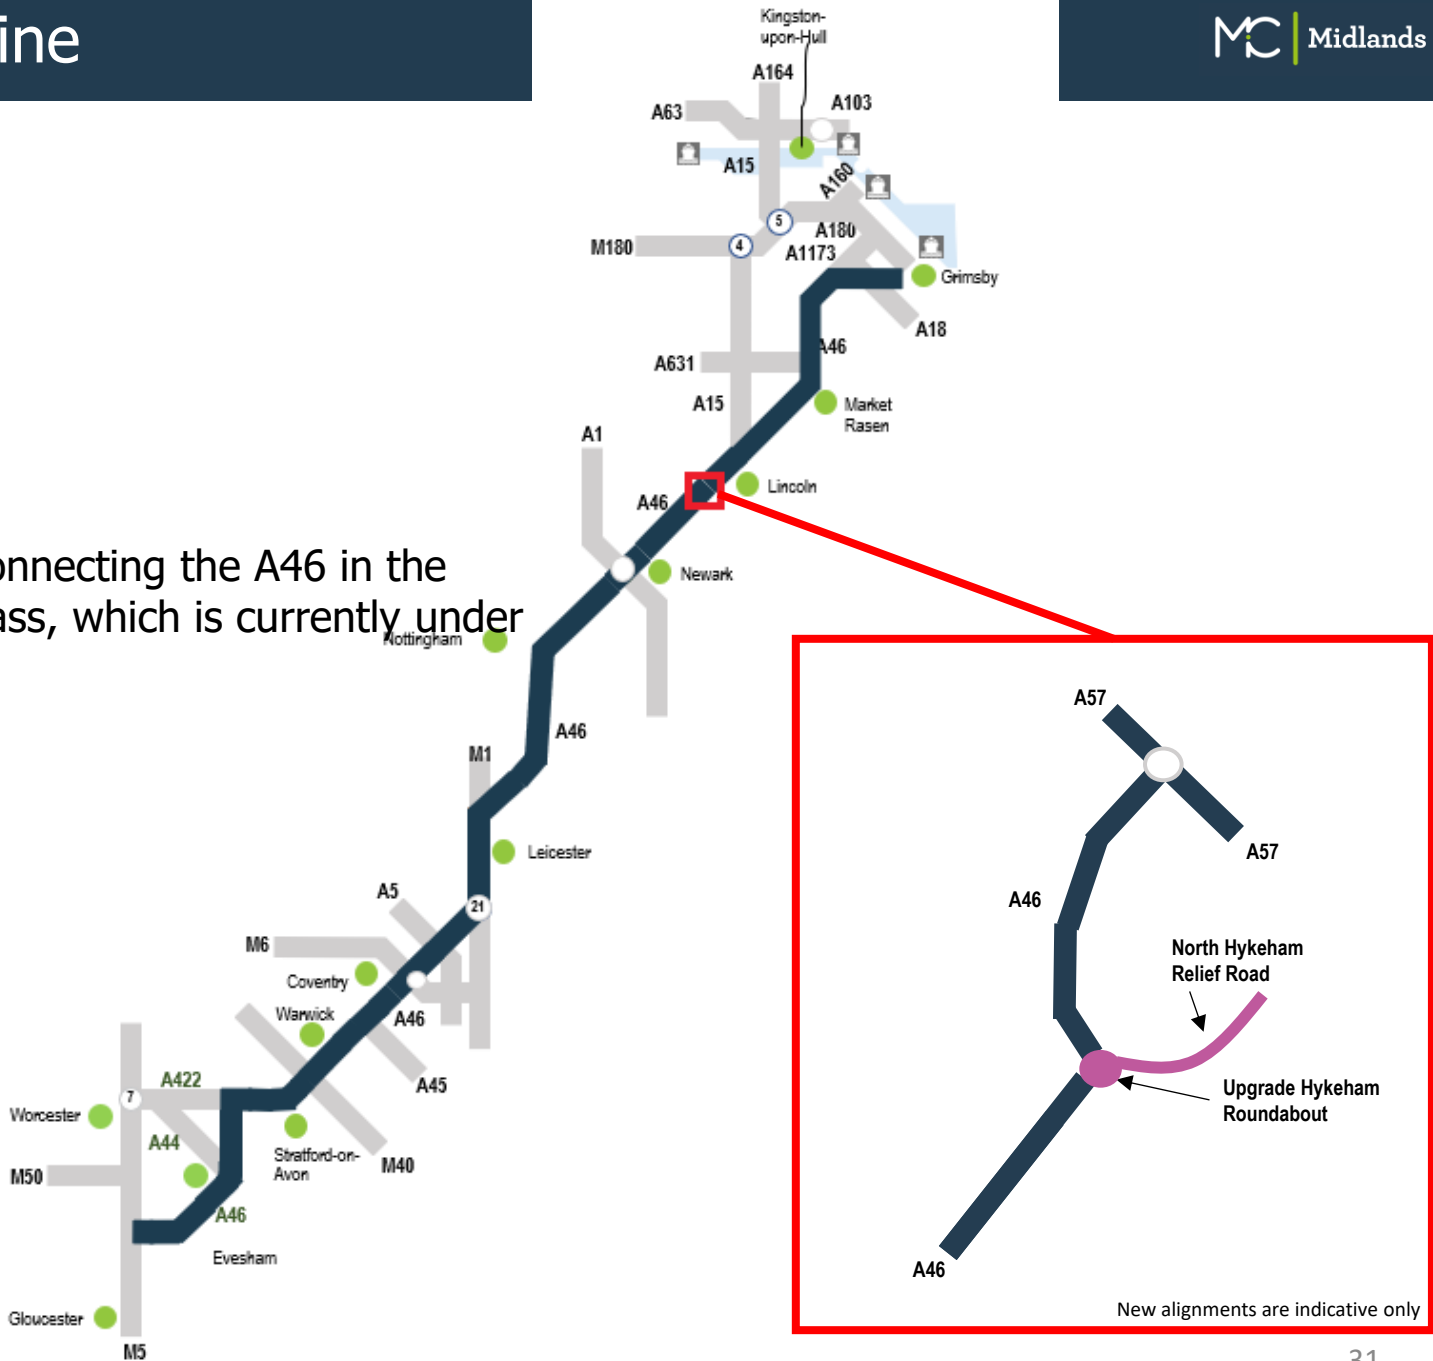 ine
MiC Midlands
Kingston-
upon-Hull
A164
A63
A103
A15
A160
5
A180
M180
4
A1173
Grimsby
A18
A46
A631
A15
Market
Rasen
A1
Lincoln
A46
onnecting the A46 in the
Newark
ass, which is currently under
Nottingham
A46
M1
Leicester
A5
21
M6
Coventry
Warwick
A46
A45
A422
7
Worcester
A44
Stratford-on-
Avon
M40
M50
A46
Evesham
Gloucester
M5
A57
A57
A46
North Hykeham
Relief Road
Upgrade Hykeham
Roundabout
A46
New alignments are indicative only